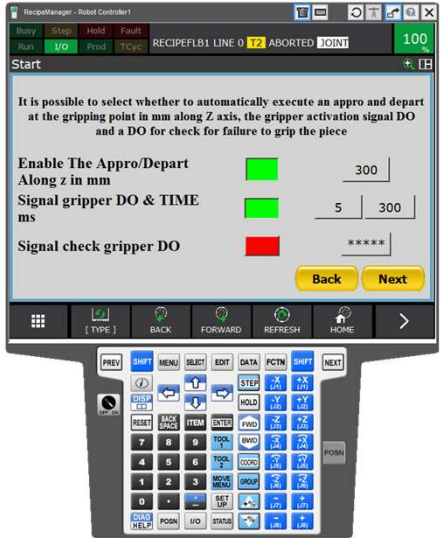 RecipeManager - Robot Controller1
Busy Step Hold Fault
Run I/O Prod TCyc
RECIPEFLB1 LINE 0 T2 ABORTED JOINT
100 %
Start
It is possible to select whether to automatically execute an appro and depart
at the gripping point in mm along Z axis, the gripper activation signal DO
and a DO for check for failure to grip the piece
Enable The Appro/Depart
Along z in mm
300
Signal gripper DO & TIME
ms
5 300
Signal check gripper DO
*****
Back Next
[ TYPE ] BACK FORWARD REFRESH HOME >
PREV SHIFT MENU SELECT EDIT DATA FCTN SHIFT NEXT
i STEP -X (J1) +X (J1)
OFF ON DISP HOLD -Y (J2) +Y (J2)
RESET BACK SPACE ITEM ENTER FWD -Z (J3) +Z (J3)
7 8 9 TOOL 1 BWD -X (J4) +X (J4)
4 5 6 TOOL 2 COORD -Y (J5) +Y (J5) POSN
1 2 3 MOVE MENU GROUP -Z (J6) +Z (J6)
0 . SET UP - (J7) + (J7)
DIAG HELP POSN I/O STATUS - (J8) + (J8)